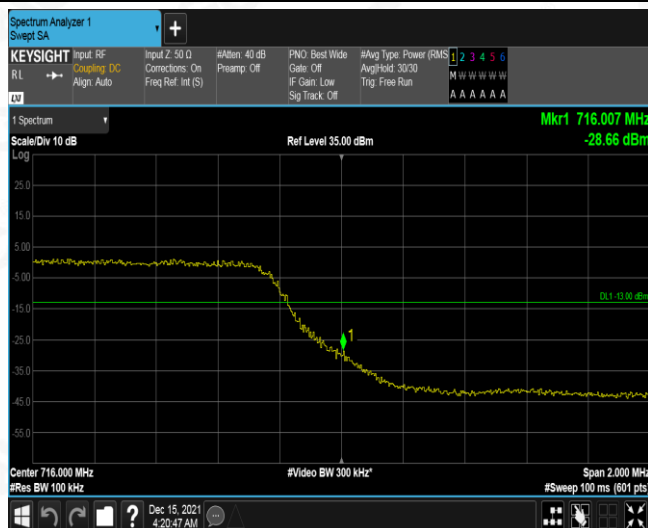 Spectrum Analyzer 1
Swept SA
+
KEYSIGHT
RL
Input: RF
Coupling: DC
Align: Auto
Input Z: 50 Ω
Corrections: On
Freq Ref: Int (S)
#Atten: 40 dB
Preamp: Off
PNO: Best Wide
Gate: Off
IF Gain: Low
Sig Track: Off
#Avg Type: Power (RMS
Avg|Hold: 30/30
Trig: Free Run
1 2 3 4 5 6
M W W W W W
A A A A A A
LXI
1 Spectrum
Scale/Div 10 dB
Log
Ref Level 35.00 dBm
Mkr1 716.007 MHz
-28.66 dBm
25.0
15.0
5.00
-5.00
-15.0
-25.0
-35.0
-45.0
-55.0
DL1 -13.00 dBm
1
Center 716.000 MHz
#Res BW 100 kHz
#Video BW 300 kHz*
Span 2.000 MHz
#Sweep 100 ms (601 pts)
?
Dec 15, 2021
4:20:47 AM